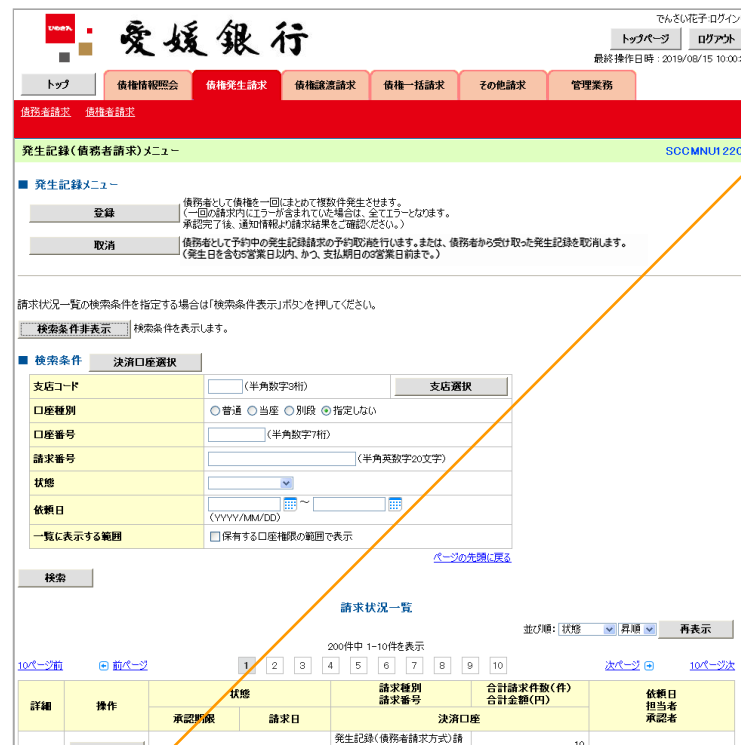 ひめぎん
愛媛銀行
でんさい花子:ログイン
トップページ ログアウト
最終操作日時:2019/08/15 10:00:
トップ 債権情報照会 債権発生請求 債権譲渡請求 債権一括請求 その他請求 管理業務
債務者請求 債権者請求
発生記録(債務者請求)メニュー SCCMNU1220
■ 発生記録メニュー
登録 債務者として債権を一回にまとめて複数件発生させます。
(一回の請求内にエラーが含まれていた場合は、全てエラーとなります。
承認完了後、通知情報より請求結果をご確認ください。)
取消 債務者として予約中の発生記録請求の予約取消を行います。または、債務者から受け取った発生記録を取消します。
(発生日を含む5営業日以内、かつ、支払期日の3営業日前まで。)
請求状況一覧の検索条件を指定する場合は「検索条件表示」ボタンを押してください。
検索条件非表示 検索条件を表示します。
■ 検索条件 決済口座選択
支店コード (半角数字3桁) 支店選択
口座種別 普通 当座 別段 指定しない
口座番号 (半角数字7桁)
請求番号 (半角英数字20文字)
状態
依頼日 ~
(YYYY/MM/DD)
一覧に表示する範囲 保有する口座権限の範囲で表示
ページの先頭に戻る
検索
請求状況一覧
並び順: 状態 昇順 再表示
200件中 1-10件を表示
10ページ前 前ページ 1 2 3 4 5 6 7 8 9 10 次ページ 10ページ次
詳細 操作 状態 請求種別 合計請求件数(件) 依頼日
請求番号 合計金額(円) 担当者
承認期限 請求日 決済口座 承認者
発生記録(債務者請求方式)請
10